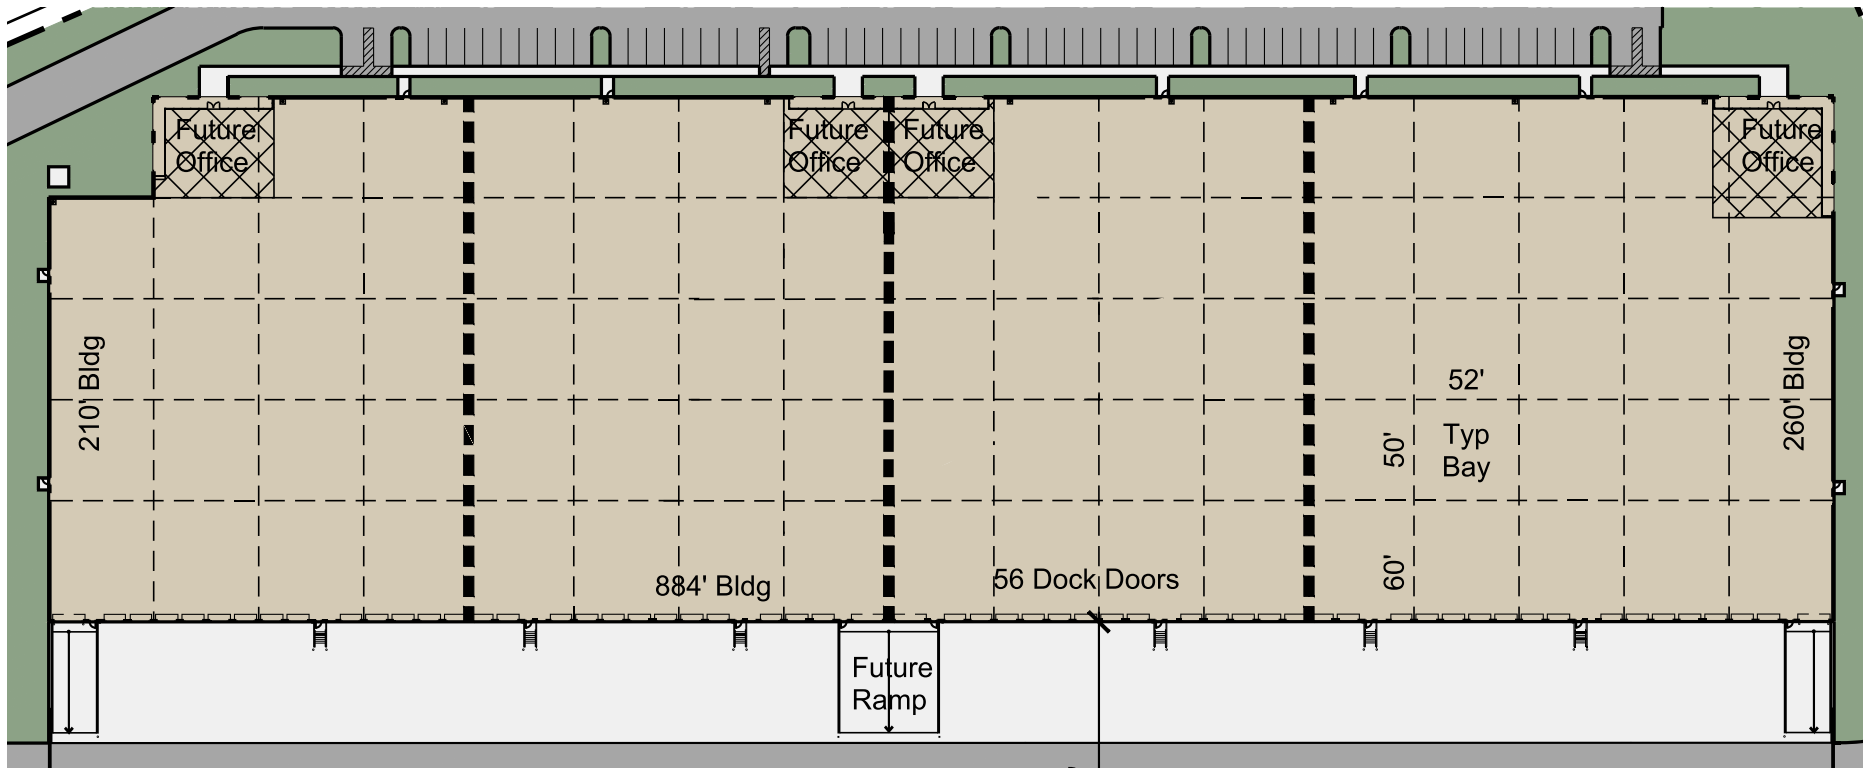 Future
Office
Future
Office
Future
Office
Future
Office
210' Bldg
52'
260' Bldg
50'
Typ
Bay
60'
884' Bldg
56 Dock Doors
Future
Ramp